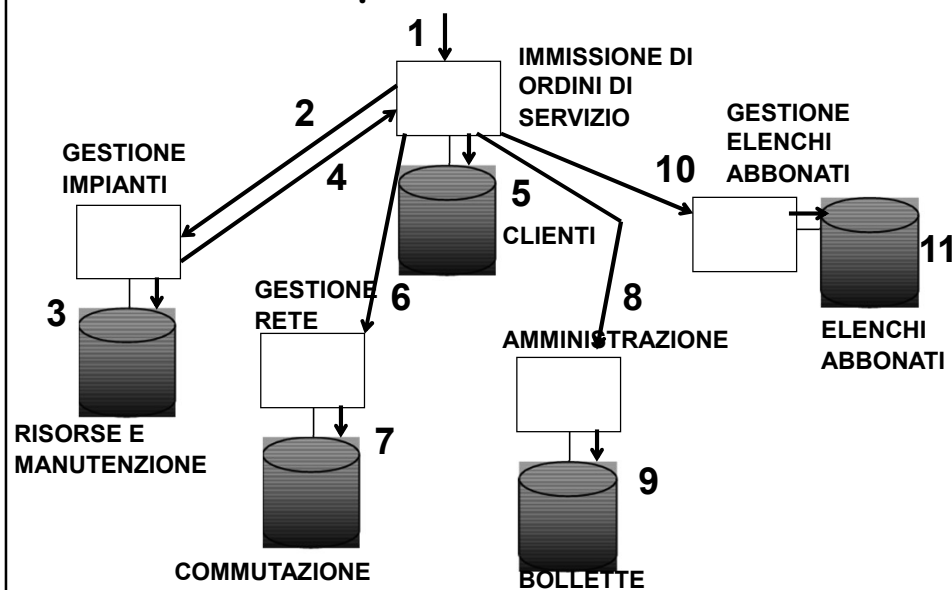 1
IMMISSIONE DI
ORDINI DI
SERVIZIO
2
GESTIONE
ELENCHI
ABBONATI
GESTIONE
IMPIANTI
4
10
5
CLIENTI
11
3
GESTIONE
RETE
6
8
AMMINISTRAZIONE
ELENCHI
ABBONATI
RISORSE E
MANUTENZIONE
7
9
COMMUTAZIONE
BOLLETTE